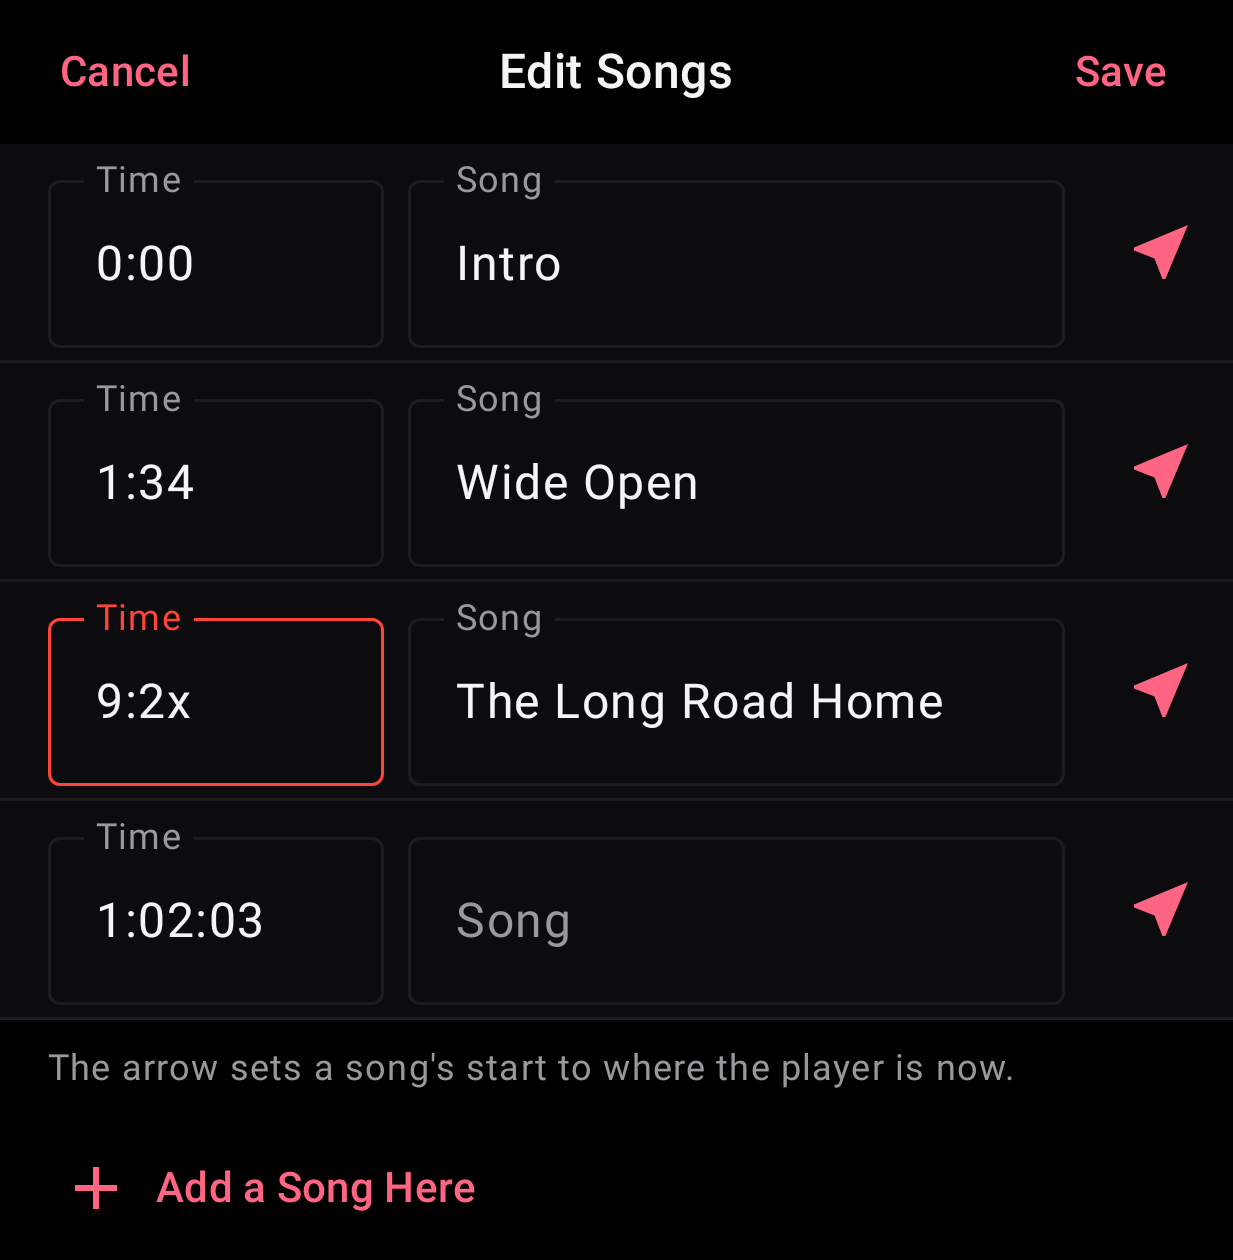 Cancel Edit Songs Save
Time Song
0:00 Intro
Time Song
1:34 Wide Open
Time Song
9:2x The Long Road Home
Time
1:02:03 Song
The arrow sets a song's start to where the player is now.
Add a Song Here